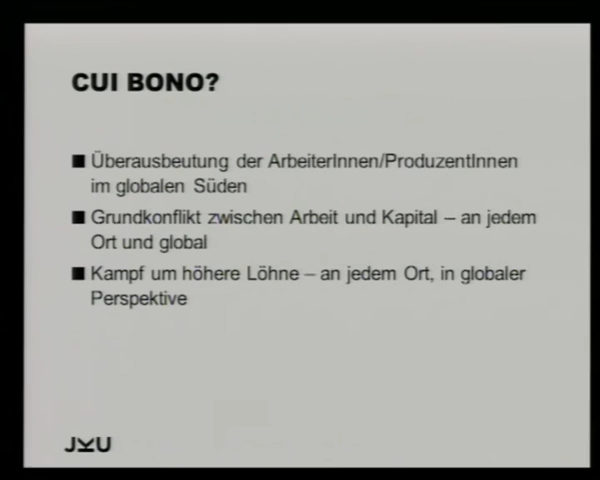 CUI BONO?
■ Überausbeutung der ArbeiterInnen/ProduzentInnen
im globalen Süden
■ Grundkonflikt zwischen Arbeit und Kapital – an jedem
Ort und global
■ Kampf um höhere Löhne – an jedem Ort, in globaler
Perspektive
JKU